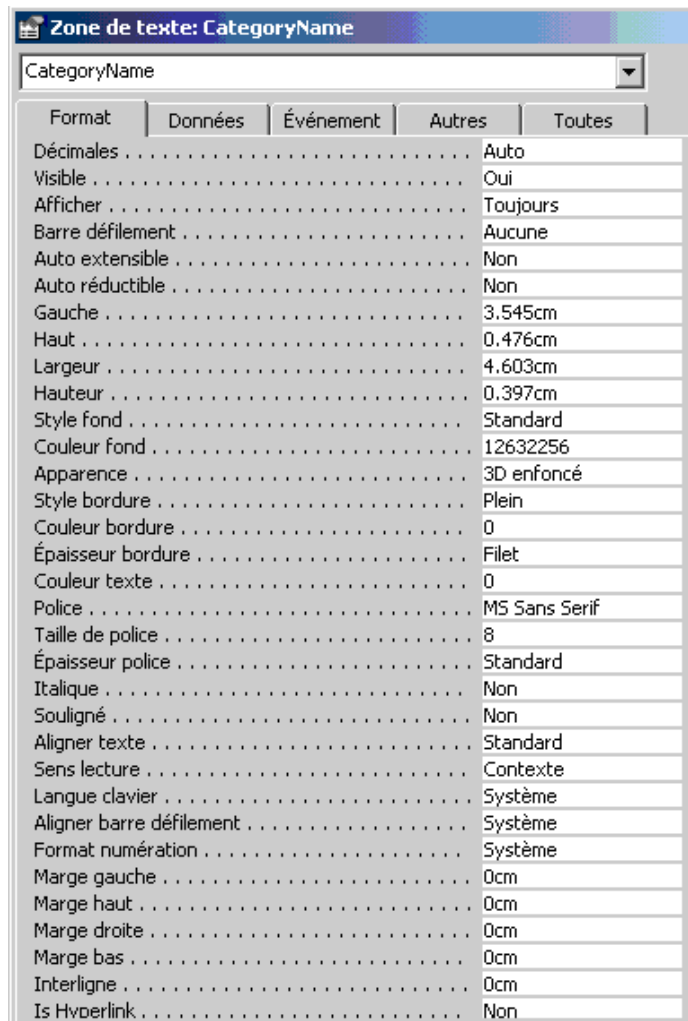 Zone de texte: CategoryName
CategoryName
Format Données Événement Autres Toutes
Décimales . . . . . . . . . . . . . . . . . . . . . . . . . . . . . Auto
Visible . . . . . . . . . . . . . . . . . . . . . . . . . . . . . Oui
Afficher . . . . . . . . . . . . . . . . . . . . . . . . . . . . . Toujours
Barre défilement . . . . . . . . . . . . . . . . . . . . . . . . Aucune
Auto extensible . . . . . . . . . . . . . . . . . . . . . . . . Non
Auto réductible . . . . . . . . . . . . . . . . . . . . . . . . Non
Gauche . . . . . . . . . . . . . . . . . . . . . . . . . . . . . 3.545cm
Haut . . . . . . . . . . . . . . . . . . . . . . . . . . . . . 0.476cm
Largeur . . . . . . . . . . . . . . . . . . . . . . . . . . . . . 4.603cm
Hauteur . . . . . . . . . . . . . . . . . . . . . . . . . . . . . 0.397cm
Style fond . . . . . . . . . . . . . . . . . . . . . . . . . . . Standard
Couleur fond . . . . . . . . . . . . . . . . . . . . . . . . . . 12632256
Apparence . . . . . . . . . . . . . . . . . . . . . . . . . . . 3D enfoncé
Style bordure . . . . . . . . . . . . . . . . . . . . . . . . . . Plein
Couleur bordure . . . . . . . . . . . . . . . . . . . . . . . . 0
Épaisseur bordure . . . . . . . . . . . . . . . . . . . . . . . Filet
Couleur texte . . . . . . . . . . . . . . . . . . . . . . . . . . 0
Police . . . . . . . . . . . . . . . . . . . . . . . . . . . . . MS Sans Serif
Taille de police . . . . . . . . . . . . . . . . . . . . . . . . . 8
Épaisseur police . . . . . . . . . . . . . . . . . . . . . . . . Standard
Italique . . . . . . . . . . . . . . . . . . . . . . . . . . . . . Non
Souligné . . . . . . . . . . . . . . . . . . . . . . . . . . . . Non
Aligner texte . . . . . . . . . . . . . . . . . . . . . . . . . . Standard
Sens lecture . . . . . . . . . . . . . . . . . . . . . . . . . . Contexte
Langue clavier . . . . . . . . . . . . . . . . . . . . . . . . . Système
Aligner barre défilement . . . . . . . . . . . . . . . . . . . Système
Format numération . . . . . . . . . . . . . . . . . . . . . . Système
Marge gauche . . . . . . . . . . . . . . . . . . . . . . . . . . 0cm
Marge haut . . . . . . . . . . . . . . . . . . . . . . . . . . . 0cm
Marge droite . . . . . . . . . . . . . . . . . . . . . . . . . . 0cm
Marge bas . . . . . . . . . . . . . . . . . . . . . . . . . . . 0cm
Interligne . . . . . . . . . . . . . . . . . . . . . . . . . . . . 0cm
Is Hyperlink . . . . . . . . . . . . . . . . . . . . . . . . . . Non